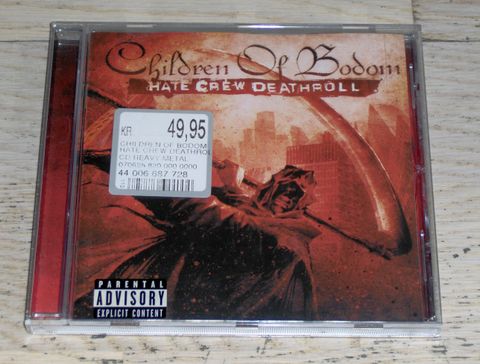 Children Of Bodom
HATE CREW DEATHROLL
KR 49,95
CHILDREN OF BODOM
HATE CREW DEATHROL
CD HEAVY METAL
44 006 687 728
PARENTAL
ADVISORY
EXPLICIT CONTENT